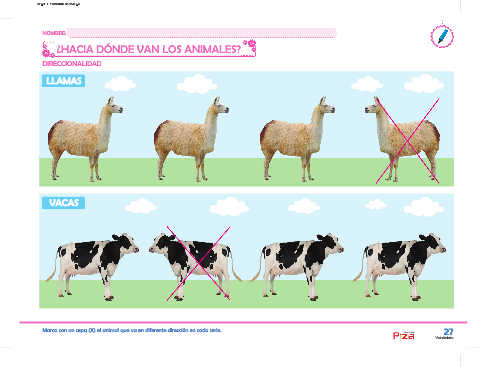 NOMBRE:
¿HACIA DÓNDE VAN LOS ANIMALES?
DIRECCIONALIDAD
LLAMAS
VACAS
Marca con un aspa (X) el animal que va en diferente dirección en cada serie.
27